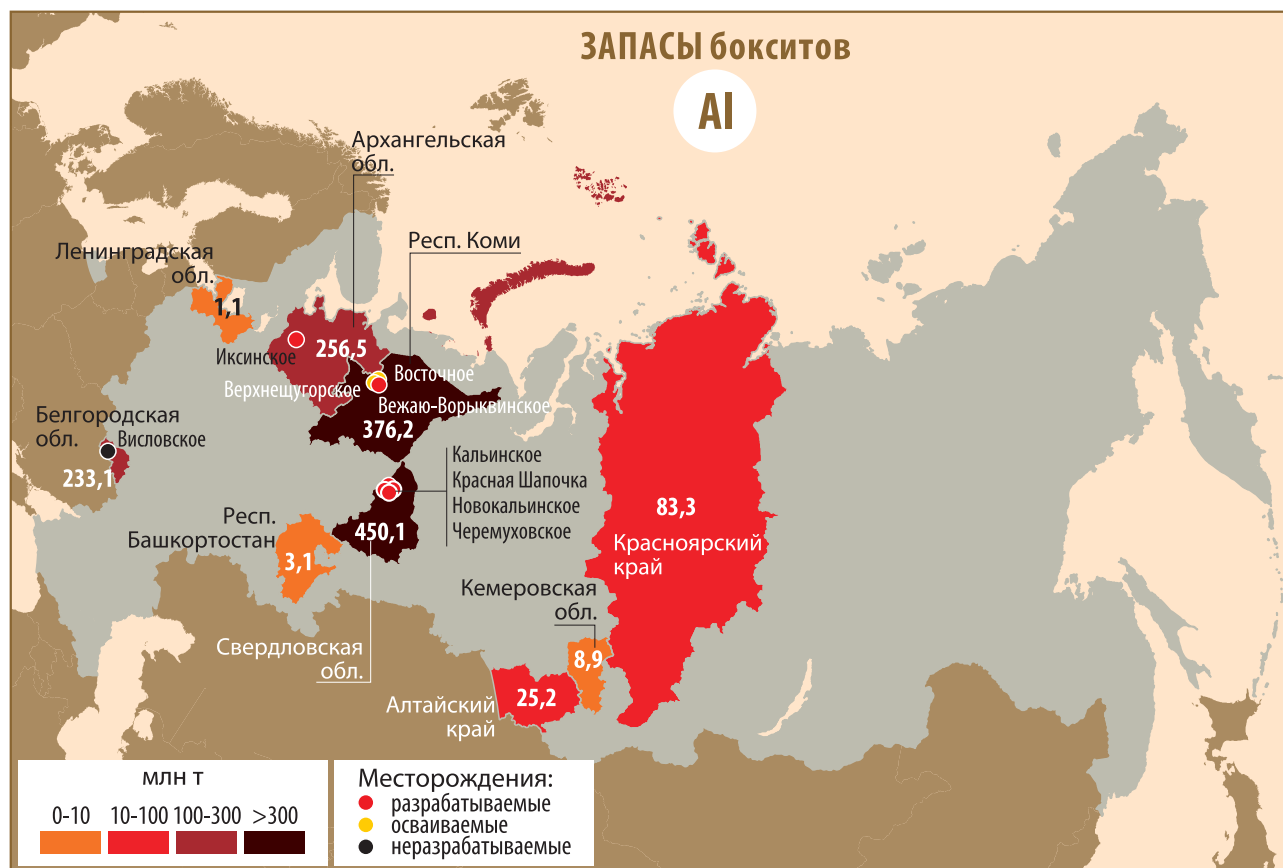 ЗАПАСЫ бокситов
Al
Архангельская
обл.
Респ. Коми
Ленинградская
обл.
1,1
Иксинское
256,5
Восточное
Верхнещугорское
Вежаю-Ворыквинское
376,2
Белгородская
обл.
Висловское
233,1
Кальинское
Красная Шапочка
Новокальинское
Черемуховское
450,1
Респ.
Башкортостан
3,1
83,3
Красноярский
край
Кемеровская
обл.
8,9
Свердловская
обл.
Алтайский
край
25,2
млн т
0-10 10-100 100-300 >300
Месторождения:
разрабатываемые
осваиваемые
неразрабатываемые